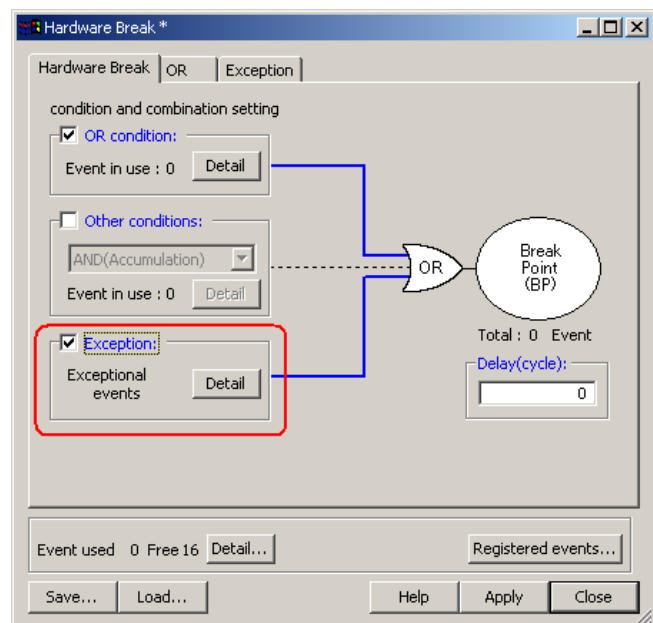 Hardware Break *
Hardware Break OR Exception
condition and combination setting
OR condition:
Event in use : 0 Detail
Other conditions:
AND(Accumulation)
Event in use : 0 Detail
Exception:
Exceptional
events
Detail
OR
Break
Point
(BP)
Total : 0 Event
Delay(cycle):
0
Event used 0 Free 16 Detail... Registered events...
Save... Load... Help Apply Close